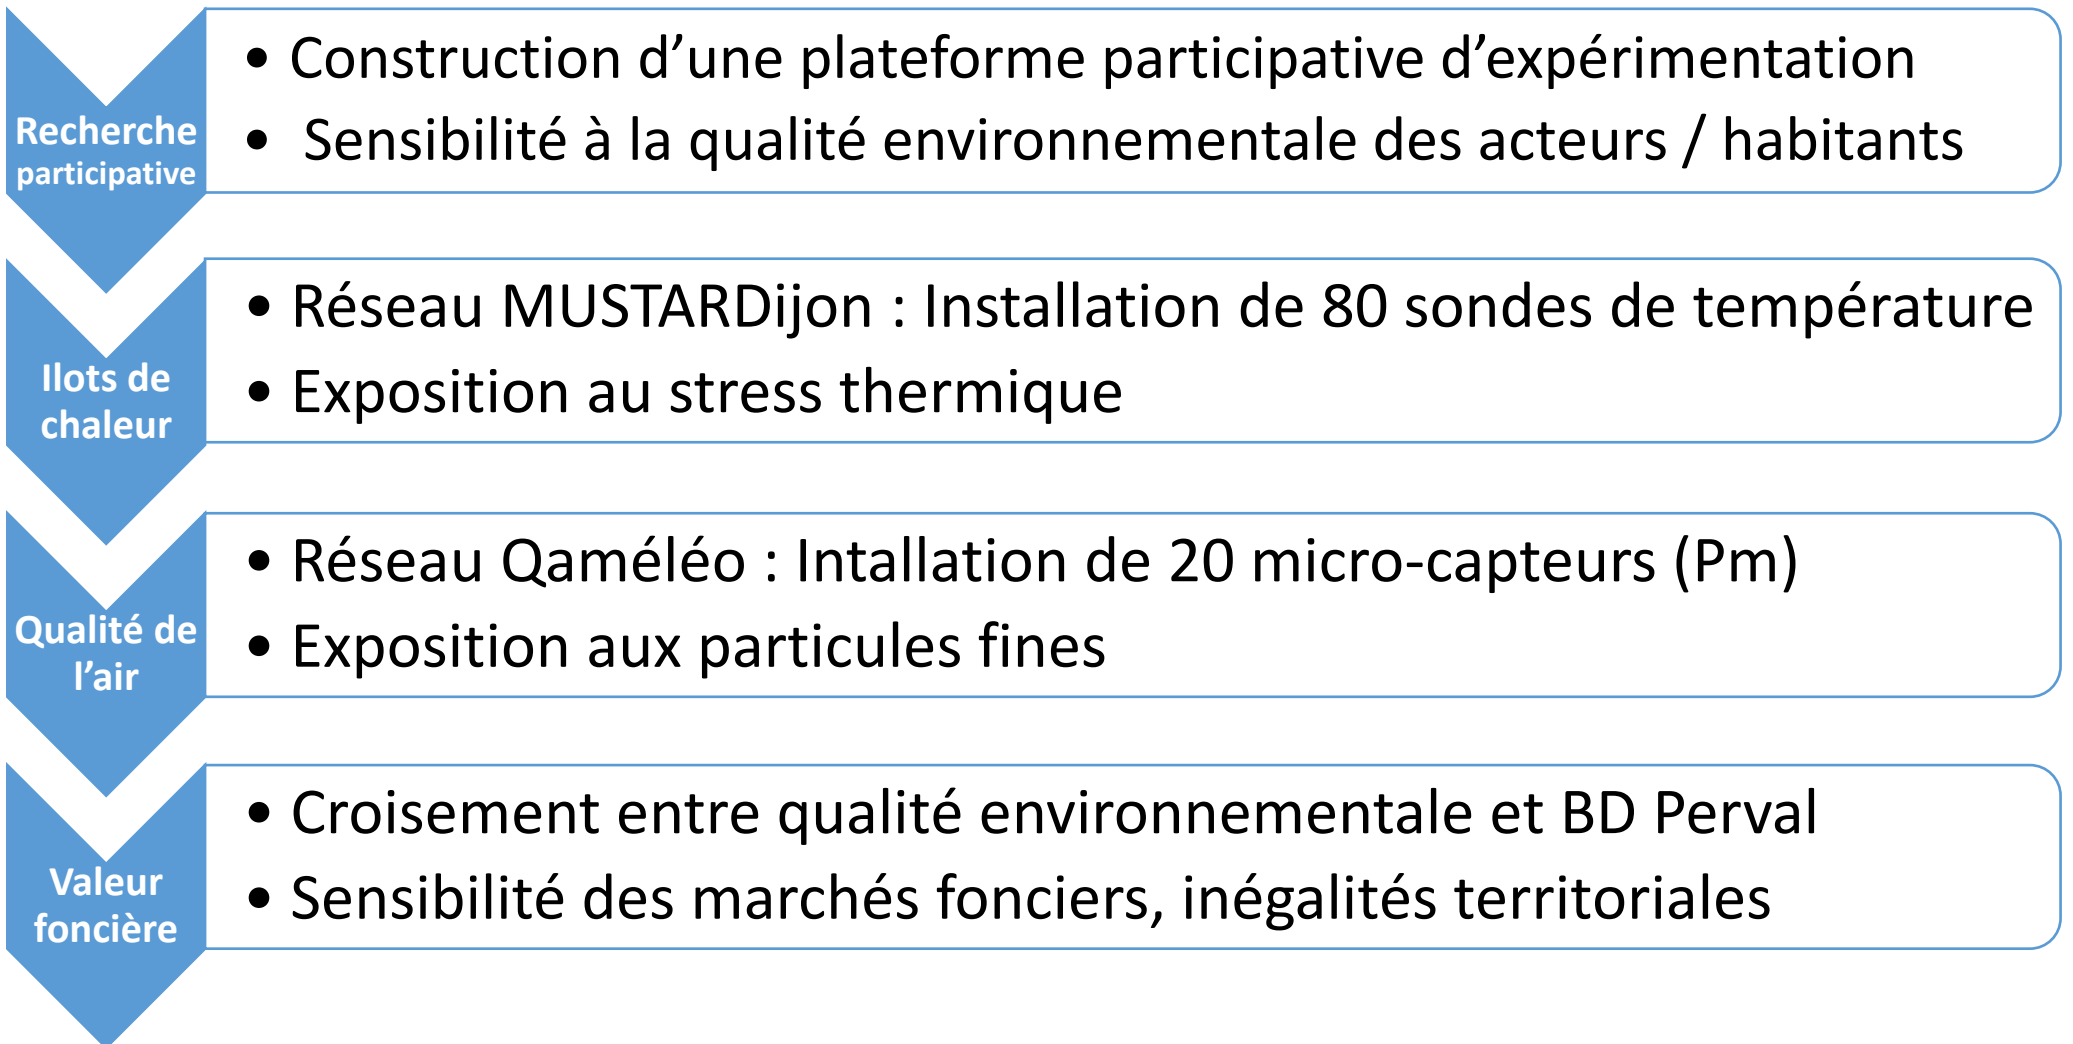 Recherche
participative
• Construction d’une plateforme participative d’expérimentation
• Sensibilité à la qualité environnementale des acteurs / habitants
Ilots de
chaleur
• Réseau MUSTARDijon : Installation de 80 sondes de température
• Exposition au stress thermique
Qualité de
l’air
• Réseau Qaméléo : Intallation de 20 micro-capteurs (Pm)
• Exposition aux particules fines
Valeur
foncière
• Croisement entre qualité environnementale et BD Perval
• Sensibilité des marchés fonciers, inégalités territoriales